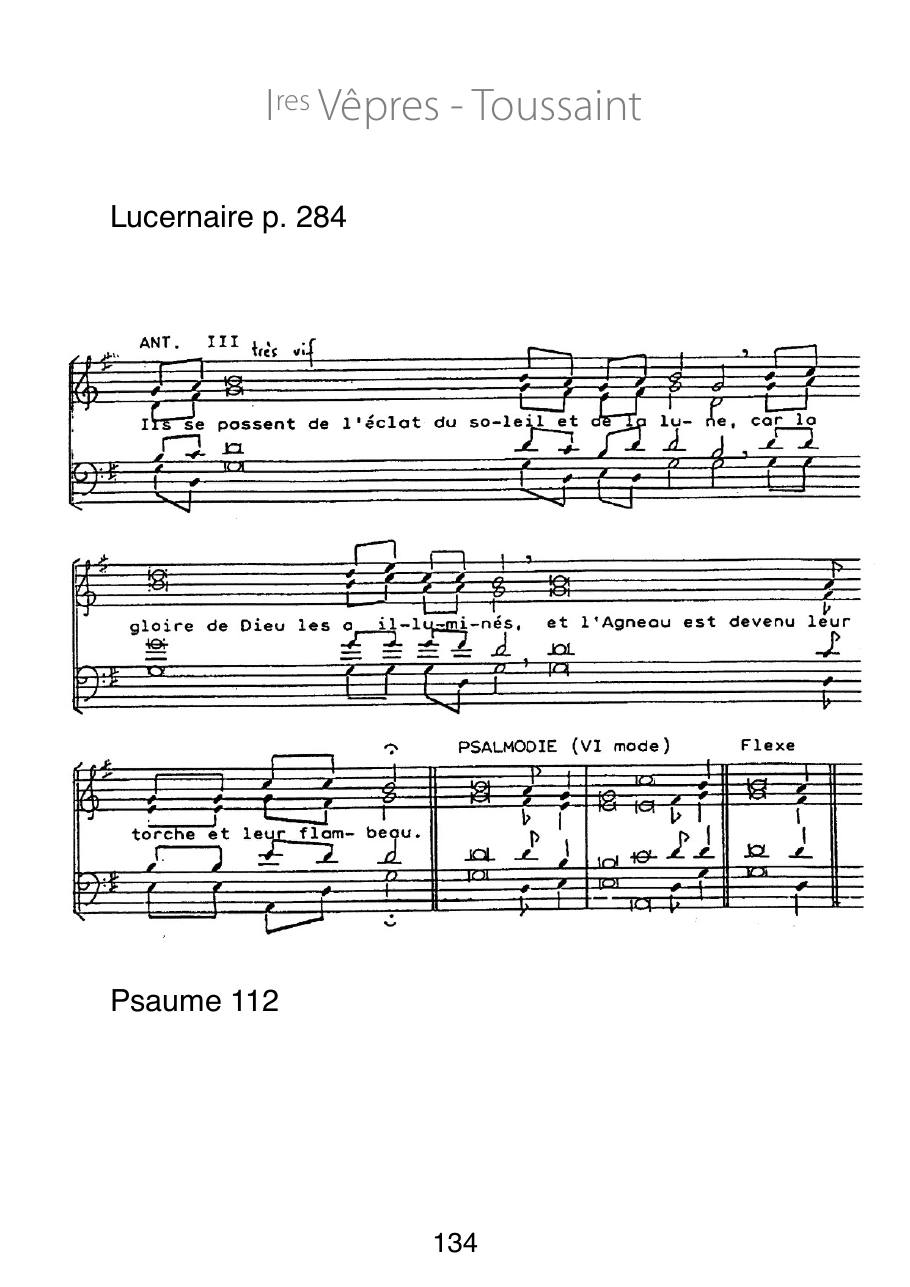 Ires Vêpres - Toussaint
Lucernaire p. 284
ANT. III très vif
Ils se passent de l'éclat du so-leil et de la lu- ne, car la
gloire de Dieu les a il-lu-mi-nés, et l'Agneau est devenu leur
PSALMODIE (VI mode) Flexe
torche et leur flam- beau.
Psaume 112
134